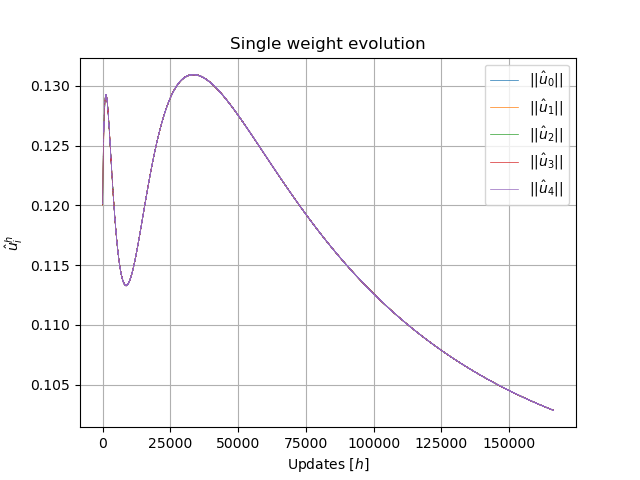 Single weight evolution
0.130
0.125
0.120
0.115
0.110
0.105
û_i^h
||û_0||
||û_1||
||û_2||
||û_3||
||û_4||
0 25000 50000 75000 100000 125000 150000
Updates [h]